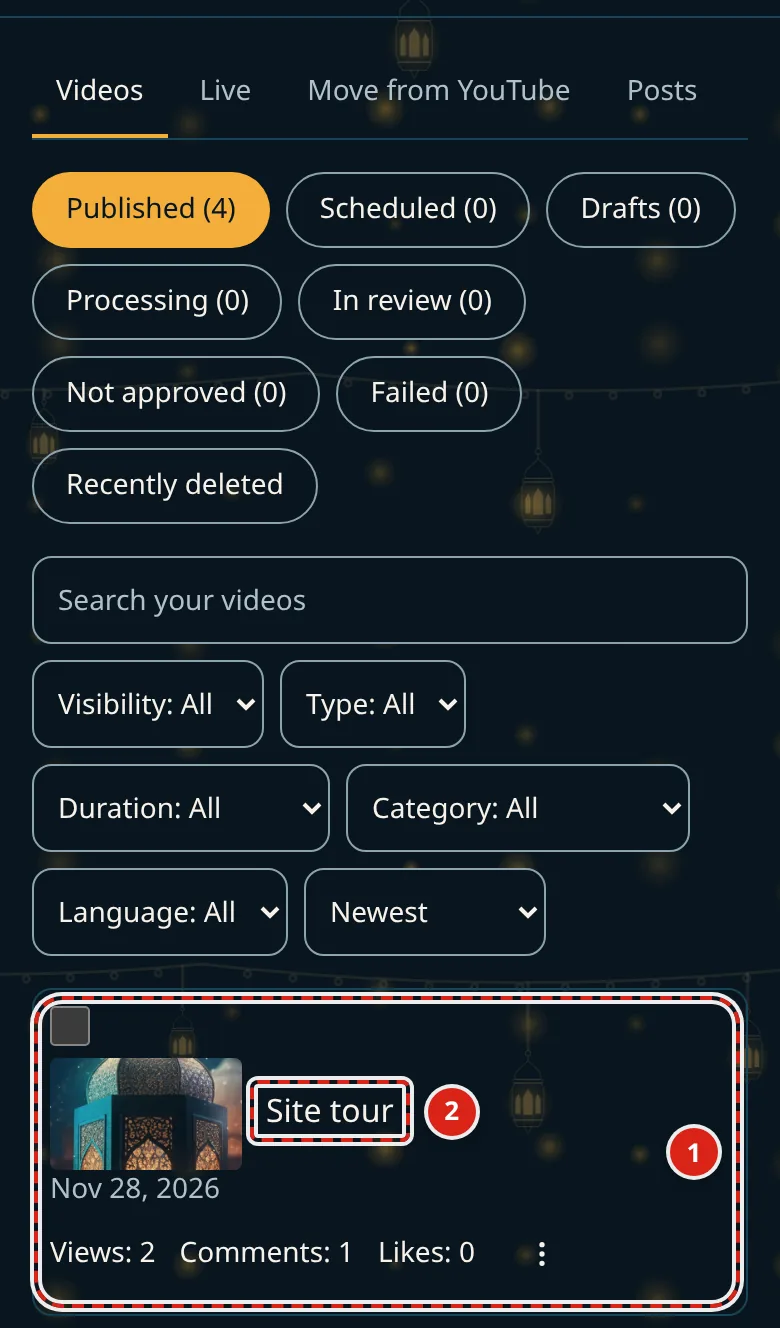 Videos Live Move from YouTube Posts
Published (4) Scheduled (0) Drafts (0)
Processing (0) In review (0)
Not approved (0) Failed (0)
Recently deleted
Search your videos
Visibility: All Type: All
Duration: All Category: All
Language: All Newest
Site tour 2
1
Nov 28, 2026
Views: 2 Comments: 1 Likes: 0